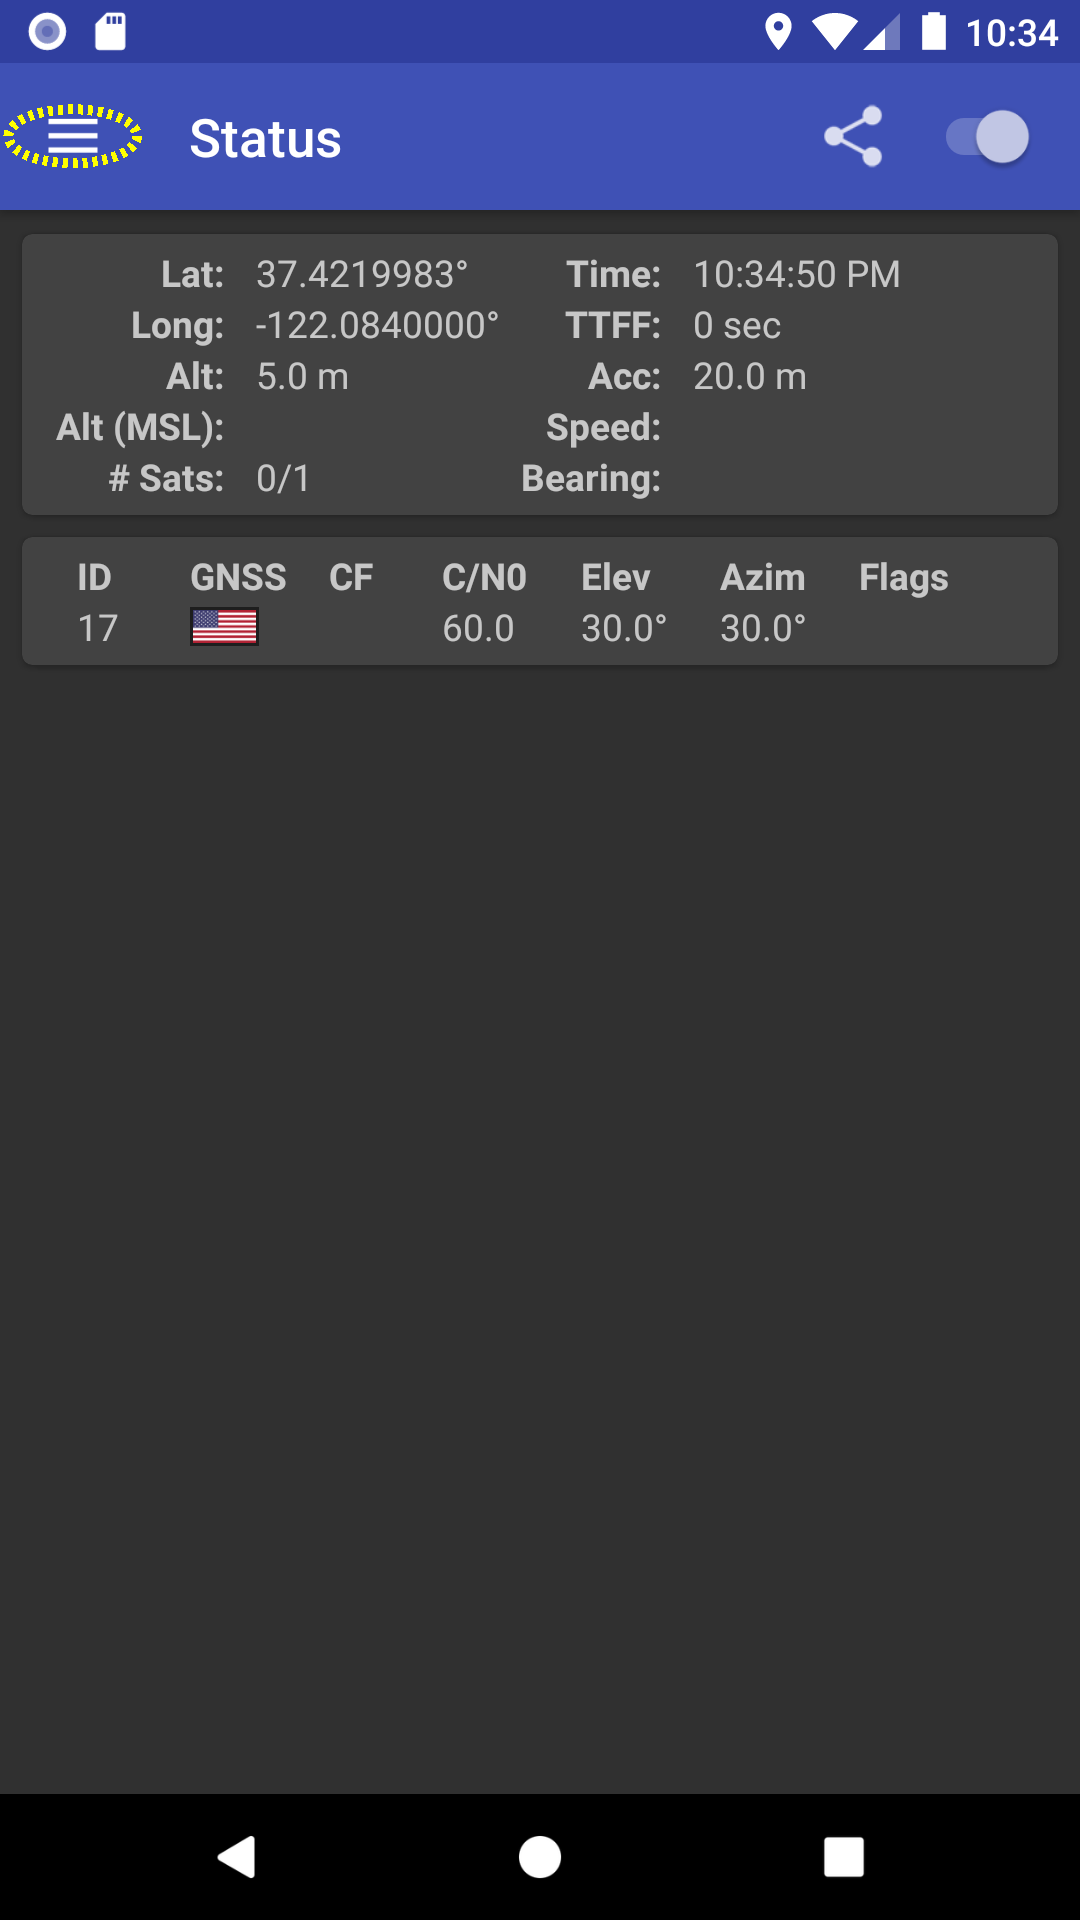 10:34
Status
Lat: 37.4219983° Time: 10:34:50 PM
Long: -122.0840000° TTFF: 0 sec
Alt: 5.0 m Acc: 20.0 m
Alt (MSL): Speed:
# Sats: 0/1 Bearing:
ID GNSS CF C/N0 Elev Azim Flags
17 60.0 30.0° 30.0°